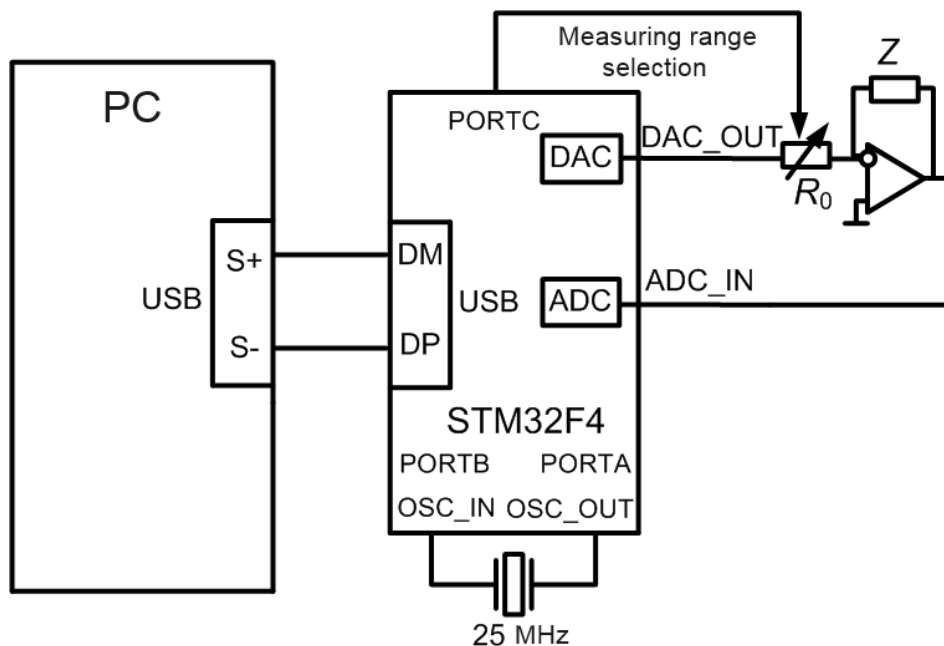 Measuring range
selection
Z
PC
PORTC
DAC
DAC_OUT
R0
S+
DM
USB
USB
ADC
ADC_IN
S-
DP
STM32F4
PORTB
PORTA
OSC_IN
OSC_OUT
25 MHz